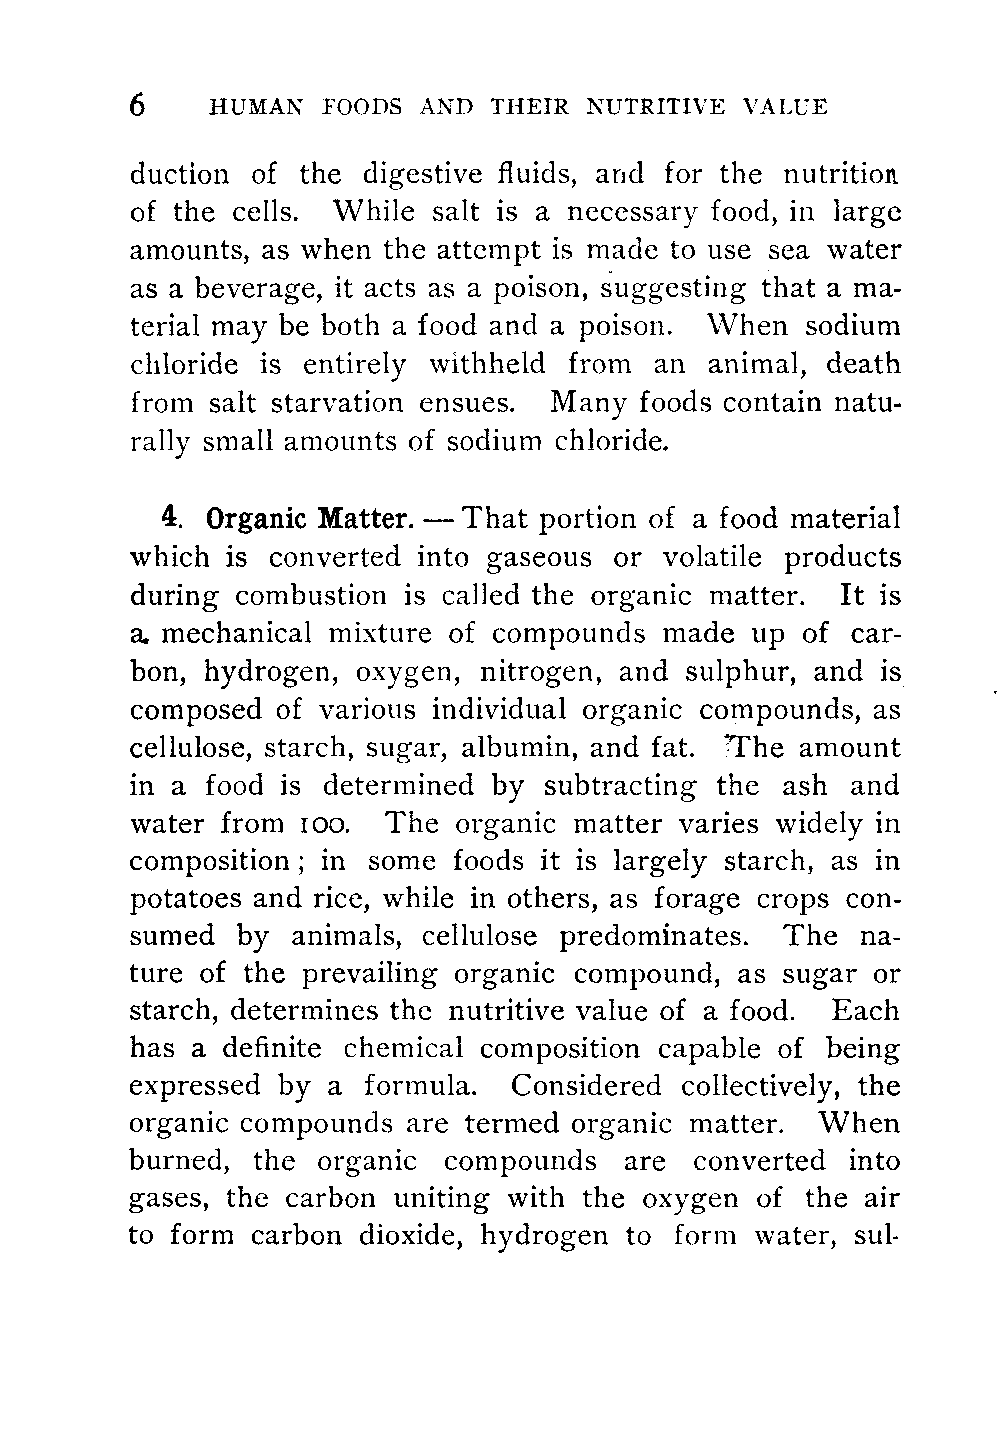 6 HUMAN FOODS AND THEIR NUTRITIVE VALUE
duction of the digestive fluids, and for the nutrition
of the cells. While salt is a necessary food, in large
amounts, as when the attempt is made to use sea water
as a beverage, it acts as a poison, suggesting that a ma-
terial may be both a food and a poison. When sodium
chloride is entirely withheld from an animal, death
from salt starvation ensues. Many foods contain natu-
rally small amounts of sodium chloride.
4. Organic Matter. — That portion of a food material
which is converted into gaseous or volatile products
during combustion is called the organic matter. It is
a mechanical mixture of compounds made up of car-
bon, hydrogen, oxygen, nitrogen, and sulphur, and is
composed of various individual organic compounds, as
cellulose, starch, sugar, albumin, and fat. The amount
in a food is determined by subtracting the ash and
water from 100. The organic matter varies widely in
composition; in some foods it is largely starch, as in
potatoes and rice, while in others, as forage crops con-
sumed by animals, cellulose predominates. The na-
ture of the prevailing organic compound, as sugar or
starch, determines the nutritive value of a food. Each
has a definite chemical composition capable of being
expressed by a formula. Considered collectively, the
organic compounds are termed organic matter. When
burned, the organic compounds are converted into
gases, the carbon uniting with the oxygen of the air
to form carbon dioxide, hydrogen to form water, sul-